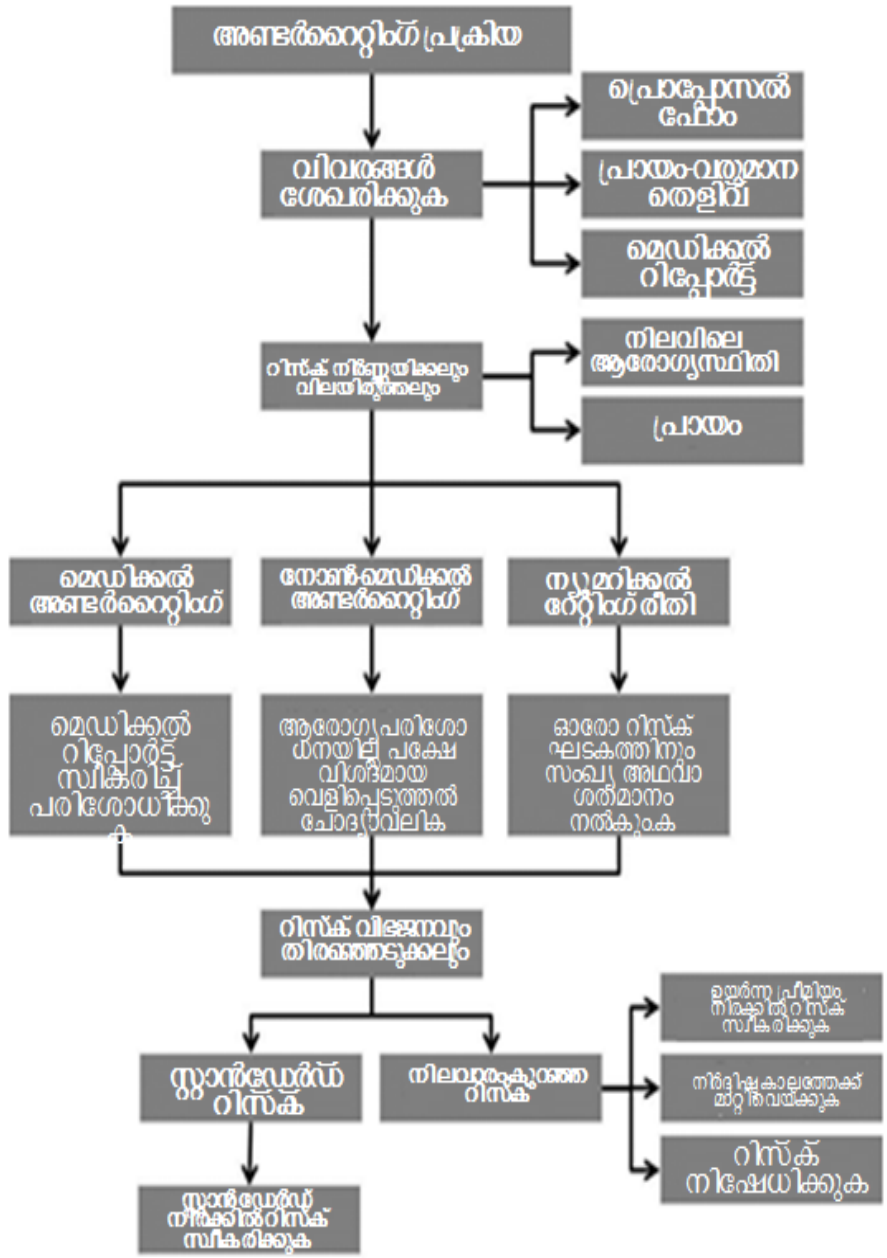 അണ്ടർറൈറ്റിംഗ് പ്രക്രിയ
പ്രൊപ്പോസൽ
ഫോം
വിവരങ്ങൾ
ശേഖരിക്കുക
പ്രായം-വരുമാന
തെളിവ്
മെഡിക്കൽ
റിപ്പോർട്ട്
റിസ്ക് നിർണ്ണയിക്കലും
വിലയിരുത്തലും
നിലവിലെ
ആരോഗ്യസ്ഥിതി
പ്രായം
മെഡിക്കൽ
അണ്ടർറൈറ്റിംഗ്
നോൺ-മെഡിക്കൽ
അണ്ടർറൈറ്റിംഗ്
ന്യൂമറിക്കൽ
റേറ്റിംഗ് രീതി
മെഡിക്കൽ
റിപ്പോർട്ട്
സ്വീകരിച്ച്
പരിശോധിക്കു
ക
ആരോഗ്യപരിശോ
ധനയില്ല പക്ഷേ
വിശദമായ
വെളിപ്പെടുത്തൽ
ചോദ്യാവലിക
ഓരോ റിസ്ക്
ഘടകത്തിനും
സംഖ്യ അഥവാ
ശതമാനം
നൽകും.ക
റിസ്ക് വിഭജനവും
തിരഞ്ഞെടുക്കലും
സ്റ്റാൻഡേർഡ്
റിസ്ക്
നിലവാരംകുറഞ്ഞ
റിസ്ക്
ഉയർന്ന പ്രീമിയം
നിരക്കിൽ റിസ്ക്
സ്വീകരിക്കുക
നിർദ്ദിഷ്ട കാലത്തേക്ക്
മാറ്റിവെയ്ക്കുക
റിസ്ക്
നിഷേധിക്കുക
സ്റ്റാൻഡേർഡ്
നിരക്കിൽ റിസ്ക്
സ്വീകരിക്കുക